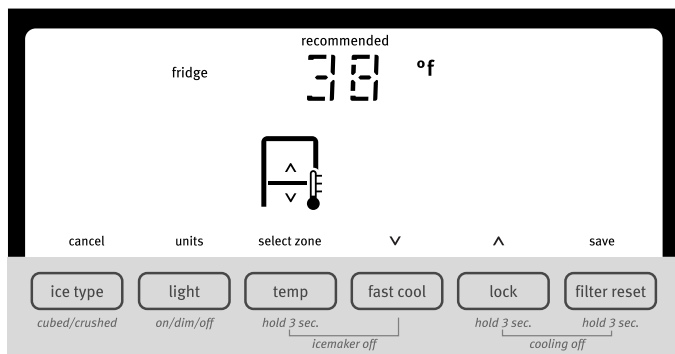 recommended
fridge 38 °f
cancel units select zone ∨ ∧ save
ice type light temp fast cool lock filter reset
cubed/crushed on/dim/off hold 3 sec. hold 3 sec. hold 3 sec.
icemaker off cooling off